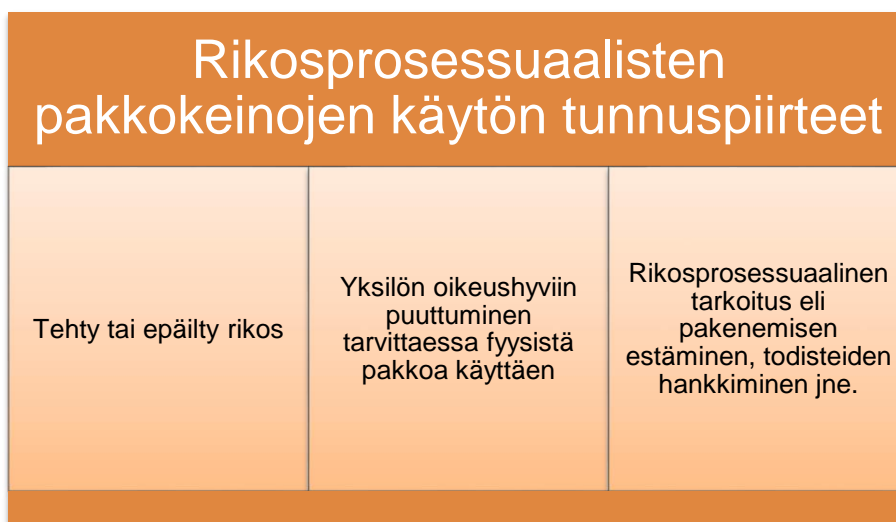 Rikosprosessuaalisten
pakkokeinojen käytön tunnuspiirteet
Tehty tai epäilty rikos
Yksilön oikeushyviin
puuttuminen
tarvittaessa fyysistä
pakkoa käyttäen
Rikosprosessuaalinen
tarkoitus eli
pakenemisen
estäminen, todisteiden
hankkiminen jne.